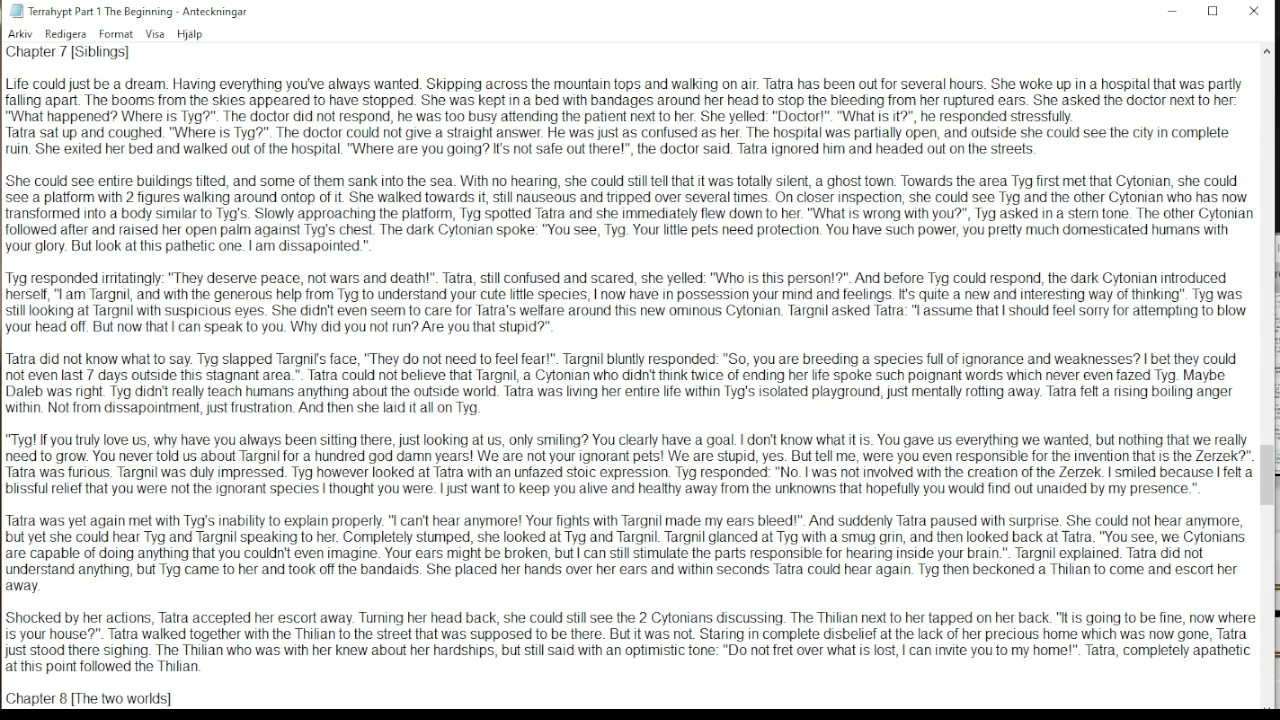 Terrahypt Part 1 The Beginning - Anteckningar
Arkiv Redigera Format Visa Hjälp
Chapter 7 [Siblings]
Life could just be a dream. Having everything you've always wanted. Skipping across the mountain tops and walking on air. Tatra has been out for several hours. She woke up in a hospital that was partly
falling apart. The booms from the skies appeared to have stopped. She was kept in a bed with bandages around her head to stop the bleeding from her ruptured ears. She asked the doctor next to her:
"What happened? Where is Tyg?". The doctor did not respond, he was too busy attending the patient next to her. She yelled: "Doctor!". "What is it?", he responded stressfully.
Tatra sat up and coughed. "Where is Tyg?". The doctor could not give a straight answer. He was just as confused as her. The hospital was partially open, and outside she could see the city in complete
ruin. She exited her bed and walked out of the hospital. "Where are you going? It's not safe out there!", the doctor said. Tatra ignored him and headed out on the streets.
She could see entire buildings tilted, and some of them sank into the sea. With no hearing, she could still tell that it was totally silent, a ghost town. Towards the area Tyg first met that Cytonian, she could
see a platform with 2 figures walking around ontop of it. She walked towards it, still nauseous and tripped over several times. On closer inspection, she could see Tyg and the other Cytonian who has now
transformed into a body similar to Tyg's. Slowly approaching the platform, Tyg spotted Tatra and she immediately flew down to her. "What is wrong with you?", Tyg asked in a stern tone. The other Cytonian
followed after and raised her open palm against Tyg's chest. The dark Cytonian spoke: "You see, Tyg. Your little pets need protection. You have such power, you pretty much domesticated humans with
your glory. But look at this pathetic one. I am dissapointed.".
Tyg responded irritatingly: "They deserve peace, not wars and death!". Tatra, still confused and scared, she yelled: "Who is this person!?". And before Tyg could respond, the dark Cytonian introduced
herself, "I am Targnil, and with the generous help from Tyg to understand your cute little species, I now have in possession your mind and feelings. It's quite a new and interesting way of thinking". Tyg was
still looking at Targnil with suspicious eyes. She didn't even seem to care for Tatra's welfare around this new ominous Cytonian. Targnil asked Tatra: "I assume that I should feel sorry for attempting to blow
your head off. But now that I can speak to you. Why did you not run? Are you that stupid?".
Tatra did not know what to say. Tyg slapped Targnil's face, "They do not need to feel fear!". Targnil bluntly responded: "So, you are breeding a species full of ignorance and weaknesses? I bet they could
not even last 7 days outside this stagnant area.". Tatra could not believe that Targnil, a Cytonian who didn't think twice of ending her life spoke such poignant words which never even fazed Tyg. Maybe
Daleb was right. Tyg didn't really teach humans anything about the outside world. Tatra was living her entire life within Tyg's isolated playground, just mentally rotting away. Tatra felt a rising boiling anger
within. Not from dissapointment, just frustration. And then she laid it all on Tyg.
"Tyg! If you truly love us, why have you always been sitting there, just looking at us, only smiling? You clearly have a goal. I don't know what it is. You gave us everything we wanted, but nothing that we really
need to grow. You never told us about Targnil for a hundred god damn years! We are not your ignorant pets! We are stupid, yes. But tell me, were you even responsible for the invention that is the Zerzek?".
Tatra was furious. Targnil was duly impressed. Tyg however looked at Tatra with an unfazed stoic expression. Tyg responded: "No. I was not involved with the creation of the Zerzek. I smiled because I felt a
blissful relief that you were not the ignorant species I thought you were. I just want to keep you alive and healthy away from the unknowns that hopefully you would find out unaided by my presence.".
Tatra was yet again met with Tyg's inability to explain properly. "I can't hear anymore! Your fights with Targnil made my ears bleed!". And suddenly Tatra paused with surprise. She could not hear anymore,
but yet she could hear Tyg and Targnil speaking to her. Completely stumped, she looked at Tyg and Targnil. Targnil glanced at Tyg with a smug grin, and then looked back at Tatra. "You see, we Cytonians
are capable of doing anything that you couldn't even imagine. Your ears might be broken, but I can still stimulate the parts responsible for hearing inside your brain.". Targnil explained. Tatra did not
understand anything, but Tyg came to her and took off the bandaids. She placed her hands over her ears and within seconds Tatra could hear again. Tyg then beckoned a Thilian to come and escort her
away.
Shocked by her actions, Tatra accepted her escort away. Turning her head back, she could still see the 2 Cytonians discussing. The Thilian next to her tapped on her back. "It is going to be fine, now where
is your house?". Tatra walked together with the Thilian to the street that was supposed to be there. But it was not. Staring in complete disbelief at the lack of her precious home which was now gone, Tatra
just stood there sighing. The Thilian who was with her knew about her hardships, but still said with an optimistic tone: "Do not fret over what is lost, I can invite you to my home!". Tatra, completely apathetic
at this point followed the Thilian.
Chapter 8 [The two worlds]